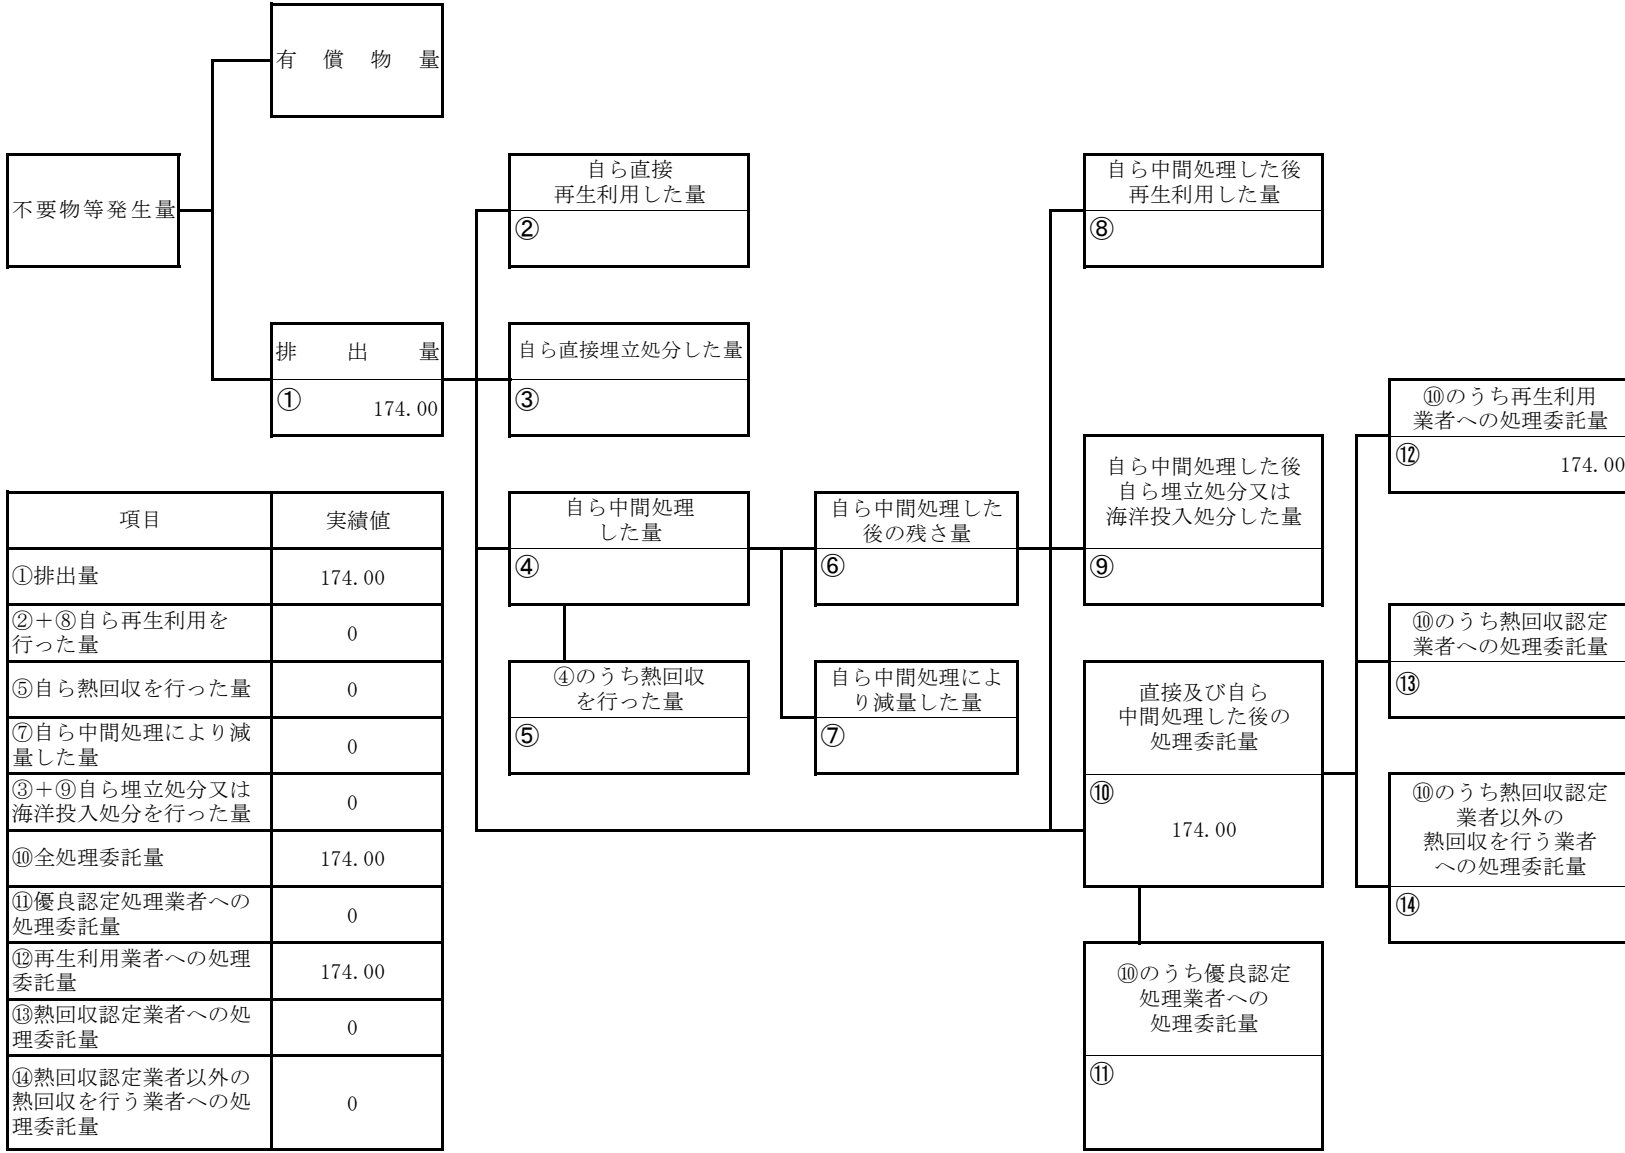 有償物量
不要物等発生量
排出量
①
174.00
自ら直接
再生利用した量
②
自ら直接埋立処分した量
③
自ら中間処理
した量
④
④のうち熱回収
を行った量
⑤
自ら中間処理した
後の残さ量
⑥
自ら中間処理によ
り減量した量
⑦
自ら中間処理した後
再生利用した量
⑧
自ら中間処理した後
自ら埋立処分又は
海洋投入処分した量
⑨
直接及び自ら
中間処理した後の
処理委託量
⑩
174.00
⑩のうち優良認定
処理業者への
処理委託量
⑪
⑩のうち再生利用
業者への処理委託量
⑫
174.00
⑩のうち熱回収認定
業者への処理委託量
⑬
⑩のうち熱回収認定
業者以外の
熱回収を行う業者
への処理委託量
⑭
項目 実績値
①排出量 174.00
②＋⑧自ら再生利用を
行った量 0
⑤自ら熱回収を行った量 0
⑦自ら中間処理により減
量した量 0
③＋⑨自ら埋立処分又は
海洋投入処分を行った量 0
⑩全処理委託量 174.00
⑪優良認定処理業者への
処理委託量 0
⑫再生利用業者への処理
委託量 174.00
⑬熱回収認定業者への処
理委託量 0
⑭熱回収認定業者以外の
熱回収を行う業者への処
理委託量 0